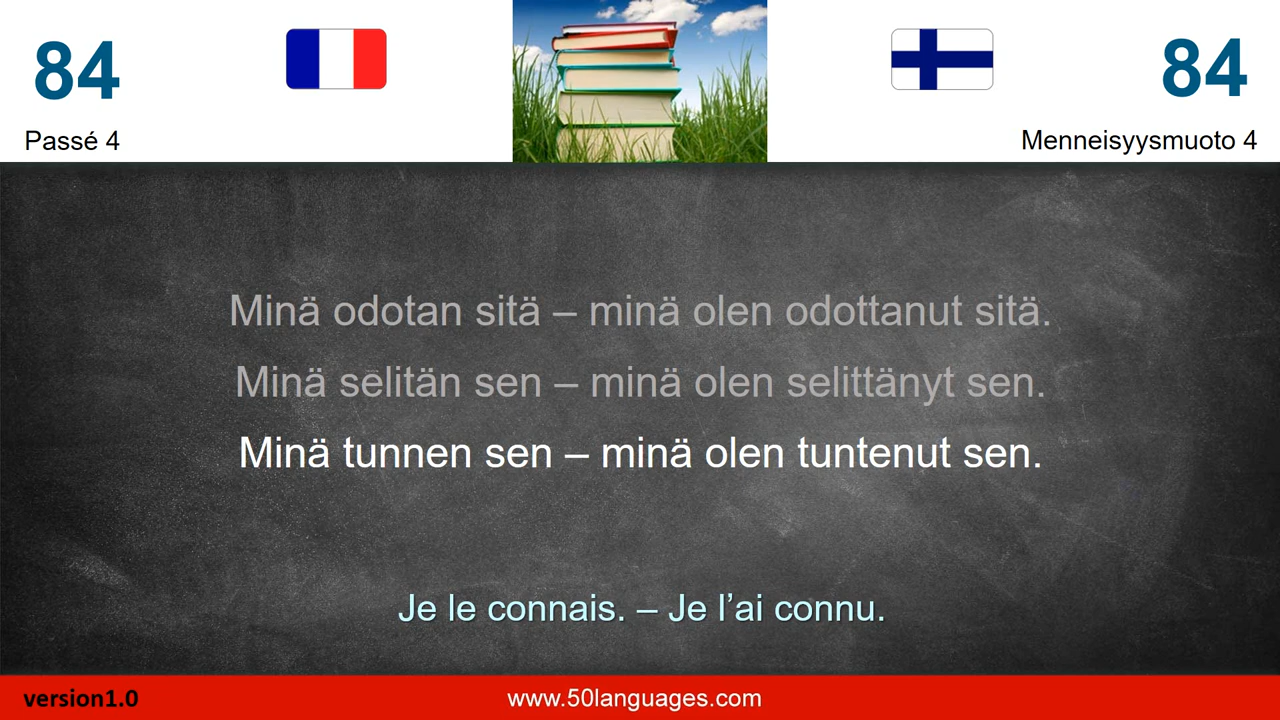 84
84
Passé 4
Menneisyysmuoto 4
Minä odotan sitä – minä olen odottanut sitä.
Minä selitän sen – minä olen selittänyt sen.
Minä tunnen sen – minä olen tuntenut sen.
Je le connais. – Je l’ai connu.
version1.0
www.50languages.com